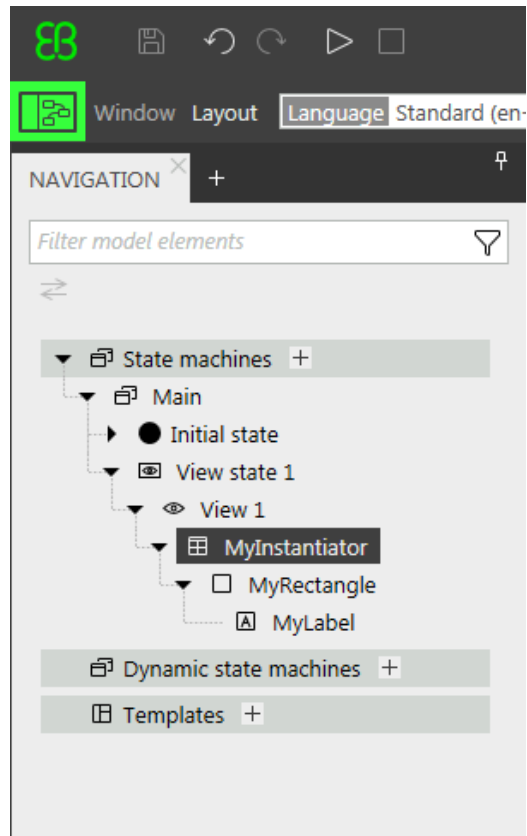 EB
Window Layout Language Standard (en-
NAVIGATION
Filter model elements
State machines
Main
Initial state
View state 1
View 1
MyInstantiator
MyRectangle
A MyLabel
Dynamic state machines
Templates